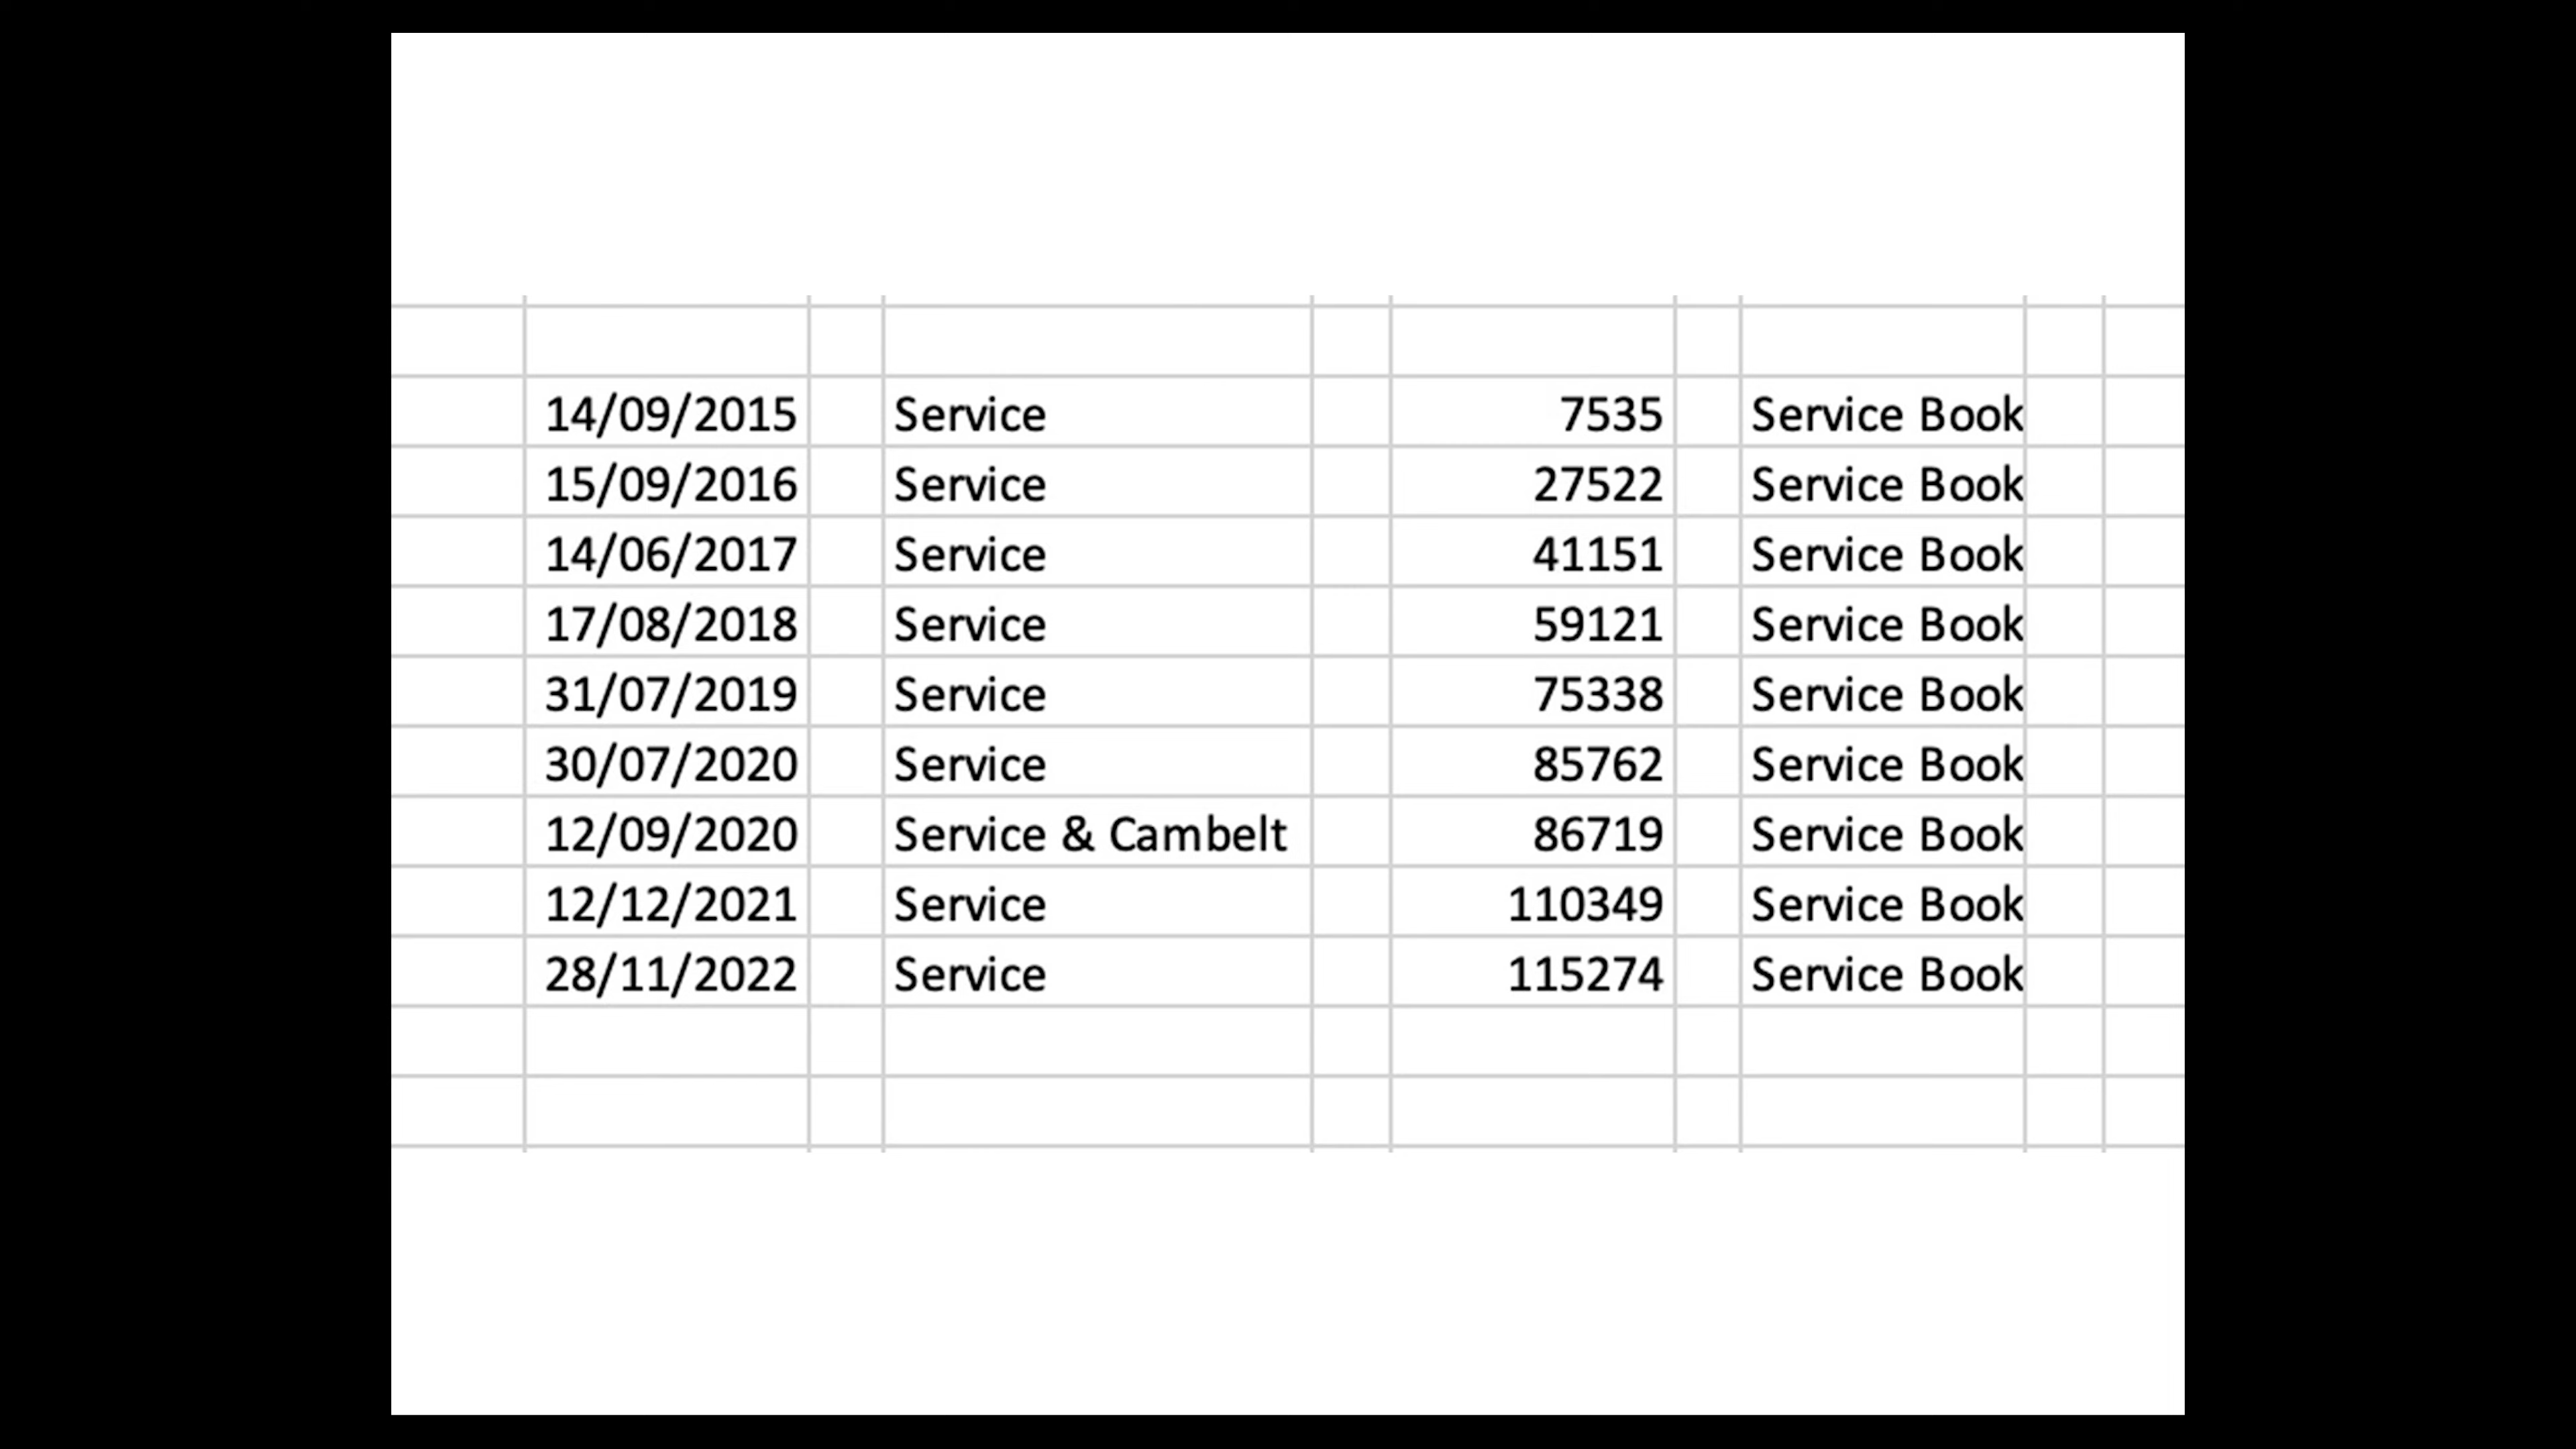 14/09/2015 Service 7535 Service Book
15/09/2016 Service 27522 Service Book
14/06/2017 Service 41151 Service Book
17/08/2018 Service 59121 Service Book
31/07/2019 Service 75338 Service Book
30/07/2020 Service 85762 Service Book
12/09/2020 Service & Cambelt 86719 Service Book
12/12/2021 Service 110349 Service Book
28/11/2022 Service 115274 Service Book